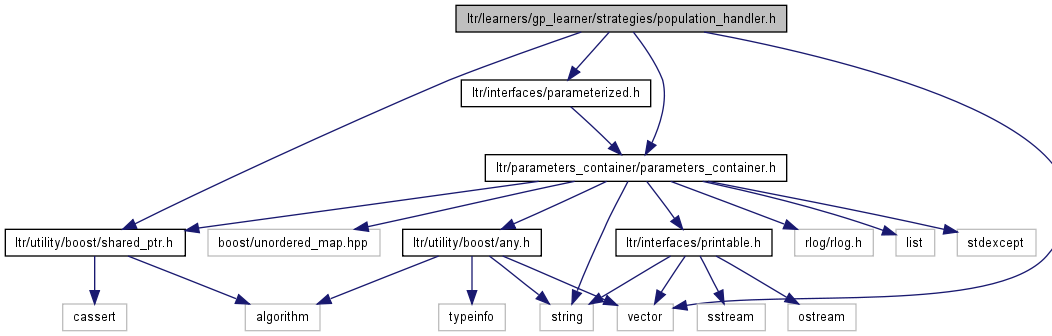 ltr/learners/gp_learner/strategies/population_handler.h
ltr/interfaces/parameterized.h
ltr/parameters_container/parameters_container.h
ltr/utility/boost/shared_ptr.h
boost/unordered_map.hpp
ltr/utility/boost/any.h
ltr/interfaces/printable.h
rlog/rlog.h
list
stdexcept
cassert
algorithm
typeinfo
string
vector
sstream
ostream